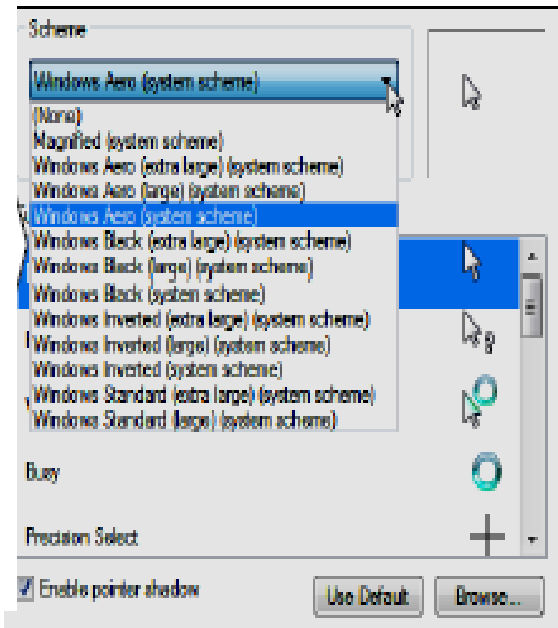 Scheme
Windows Aero (system scheme)
(None)
Magnified (system scheme)
Windows Aero (extra large) (system scheme)
Windows Aero (large) (system scheme)
Windows Aero (system scheme)
Windows Black (extra large) (system scheme)
Windows Black (large) (system scheme)
Windows Black (system scheme)
Windows Inverted (extra large) (system scheme)
Windows Inverted (large) (system scheme)
Windows Inverted (system scheme)
Windows Standard (extra large) (system scheme)
Windows Standard (large) (system scheme)
Busy
Precision Select
Enable pointer shadow
Use Default
Browse...